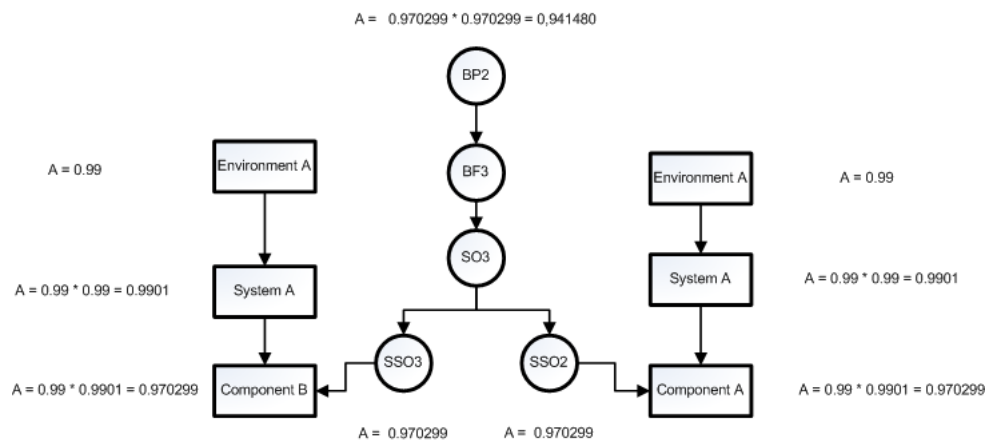 A = 0.970299 * 0.970299 = 0,941480
BP2
Environment A
A = 0.99
BF3
Environment A
A = 0.99
SO3
A = 0.99 * 0.99 = 0.9901
System A
System A
A = 0.99 * 0.99 = 0.9901
SSO3
SSO2
A = 0.99 * 0.9901 = 0.970299
Component B
Component A
A = 0.99 * 0.9901 = 0.970299
A = 0.970299
A = 0.970299